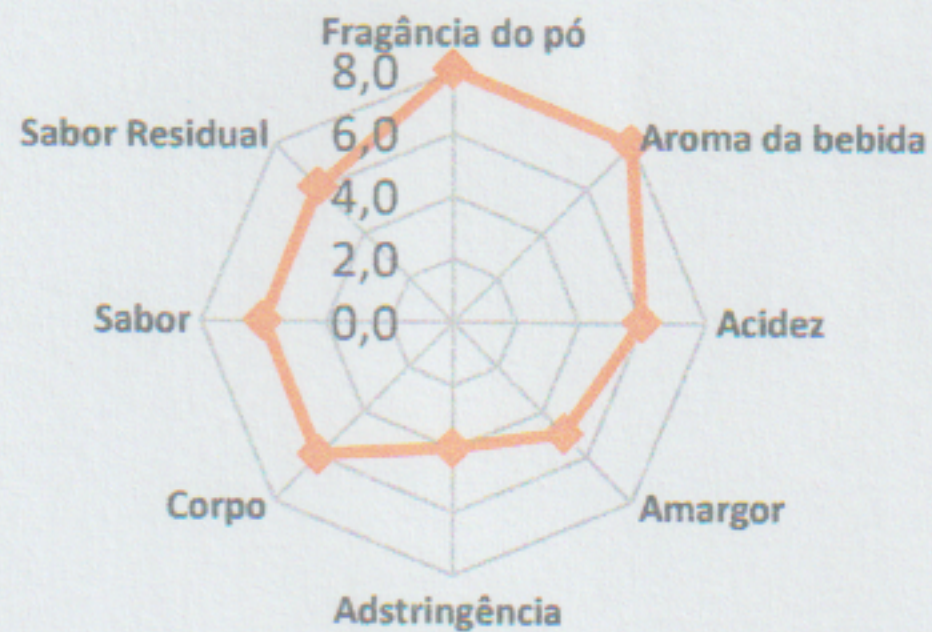 Fragância do pó
8,0
Sabor Residual
6,0
Aroma da bebida
4,0
2,0
Sabor
0,0
Acidez
Corpo
Amargor
Adstringência